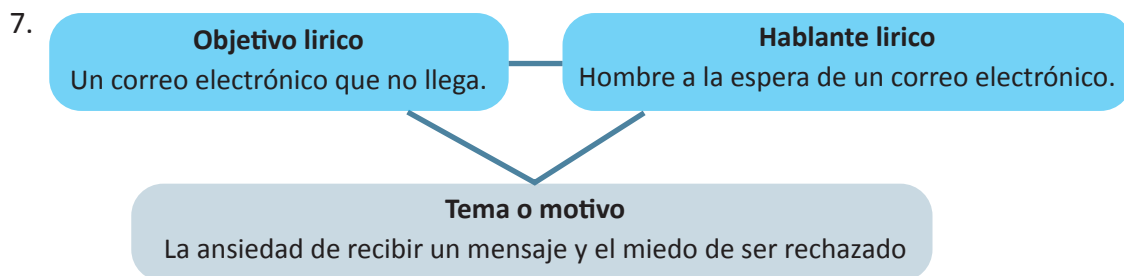 7.
Objetivo lirico
Un correo electrónico que no llega.
Hablante lirico
Hombre a la espera de un correo electrónico.
Tema o motivo
La ansiedad de recibir un mensaje y el miedo de ser rechazado